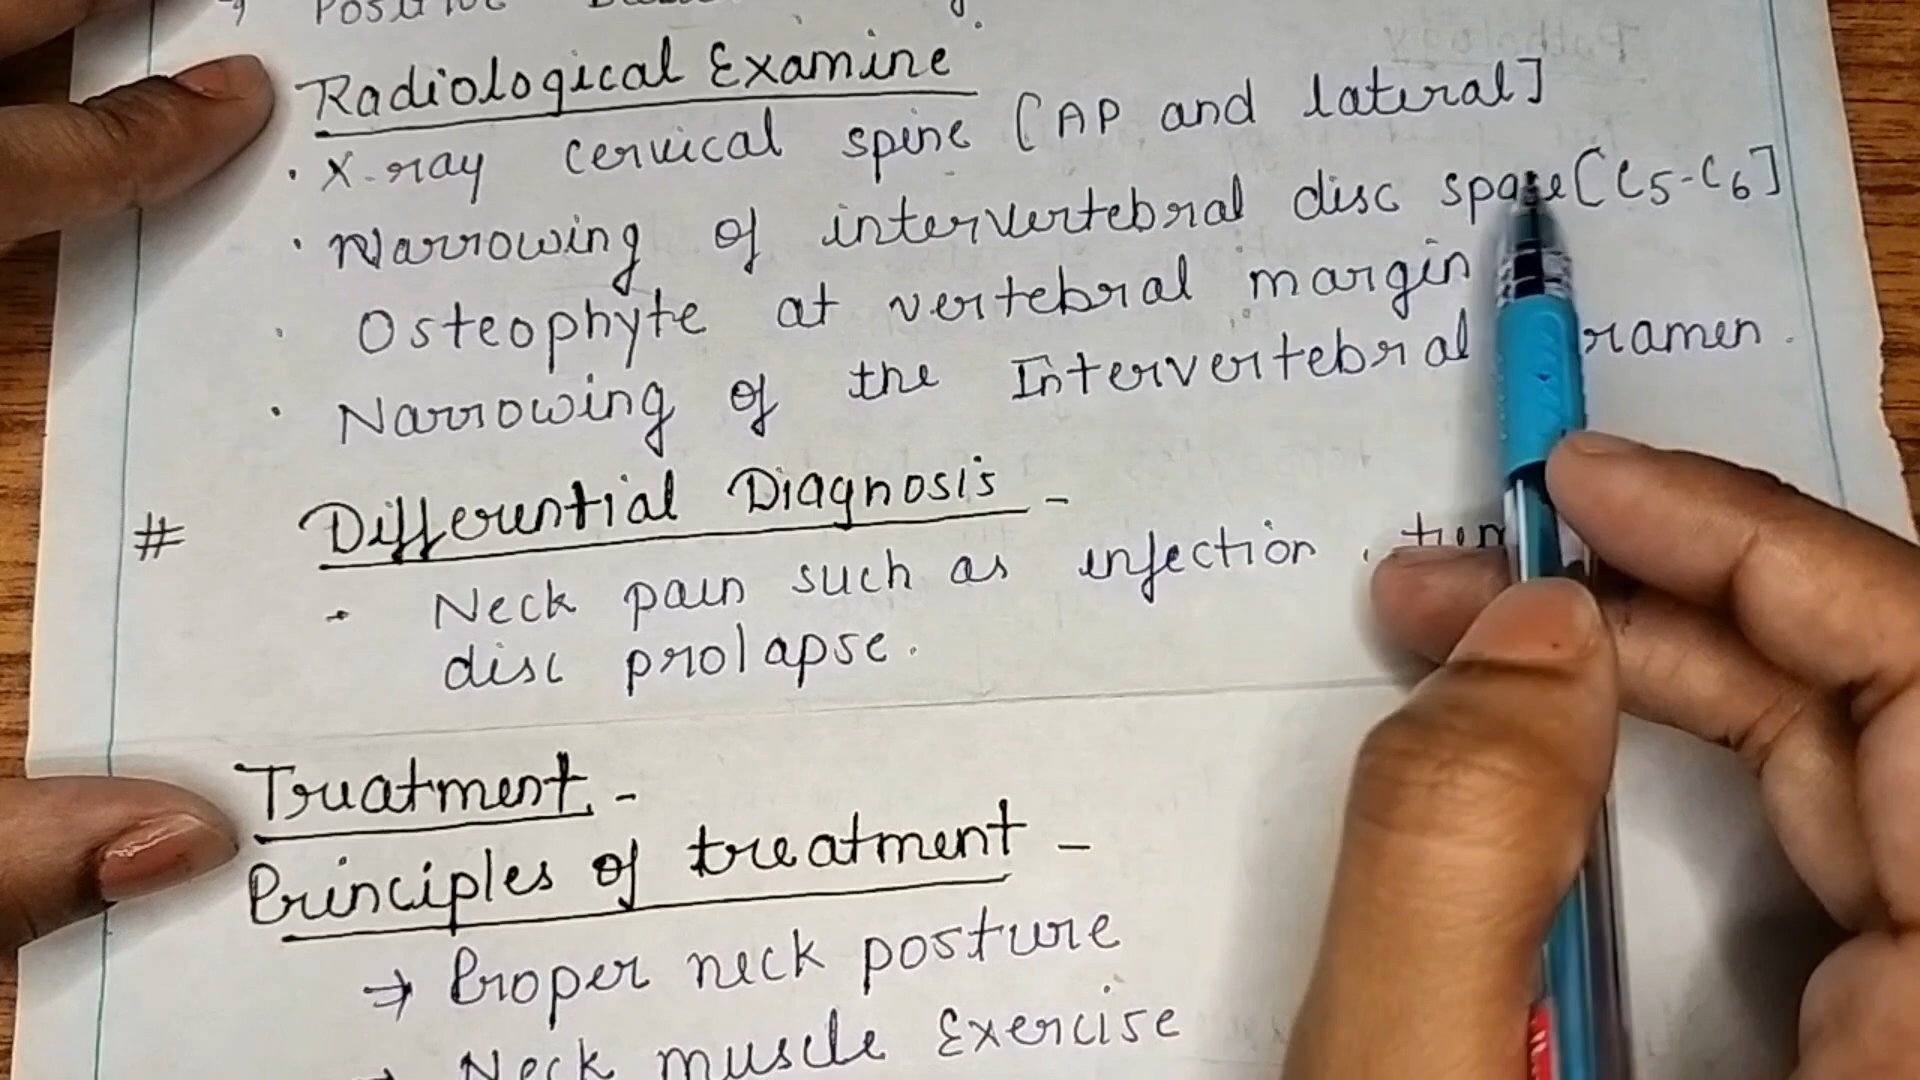 Positive
Radiological Examine
• X-ray cervical spine [AP and lateral]
• Narrowing of intervertebral disc space [C5-C6]
• Osteophyte at vertebral margin
• Narrowing of the Intervertebral ramen.
# Differential Diagnosis -
• Neck pain such as infection,
disc prolapse.
Treatment -
Principles of treatment -
→ Proper neck posture
→ Neck muscle Exercise